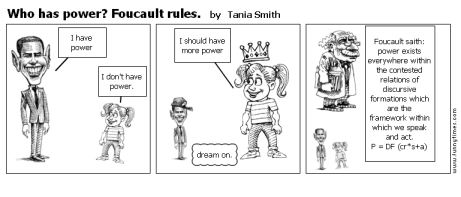 Who has power? Foucault rules. by Tania Smith
I have
power
I don't have
power.
I should have
more power
dream on.
Foucault saith:
power exists
everywhere within
the contested
relations of
discursive
formations which
are the
framework within
which we speak
and act.
P = DF (cr*s+a)
www.funnytimes.com